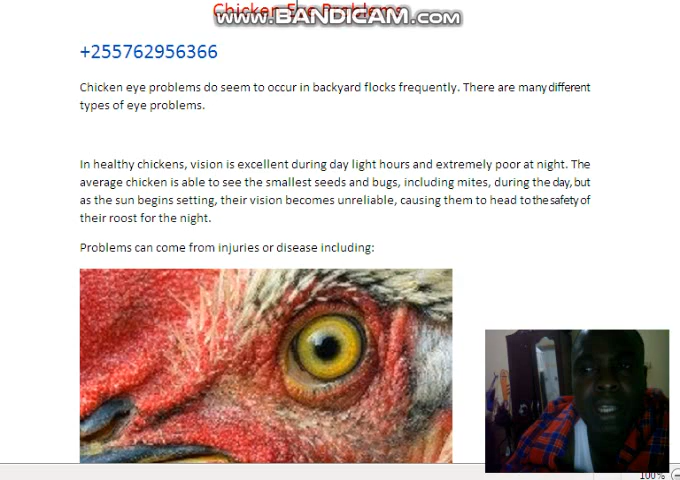 Chicken Eye Problems
www.BANDICAM.com
+255762956366
Chicken eye problems do seem to occur in backyard flocks frequently. There are many different
types of eye problems.
In healthy chickens, vision is excellent during day light hours and extremely poor at night. The
average chicken is able to see the smallest seeds and bugs, including mites, during the day, but
as the sun begins setting, their vision becomes unreliable, causing them to head to the safety of
their roost for the night.
Problems can come from injuries or disease including:
100%